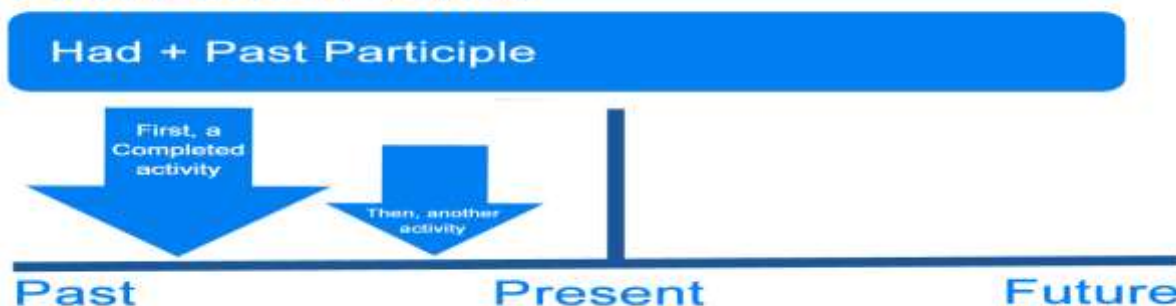 Had + Past Participle
First, a
Completed
activity
Then, another
activity
Past
Present
Future